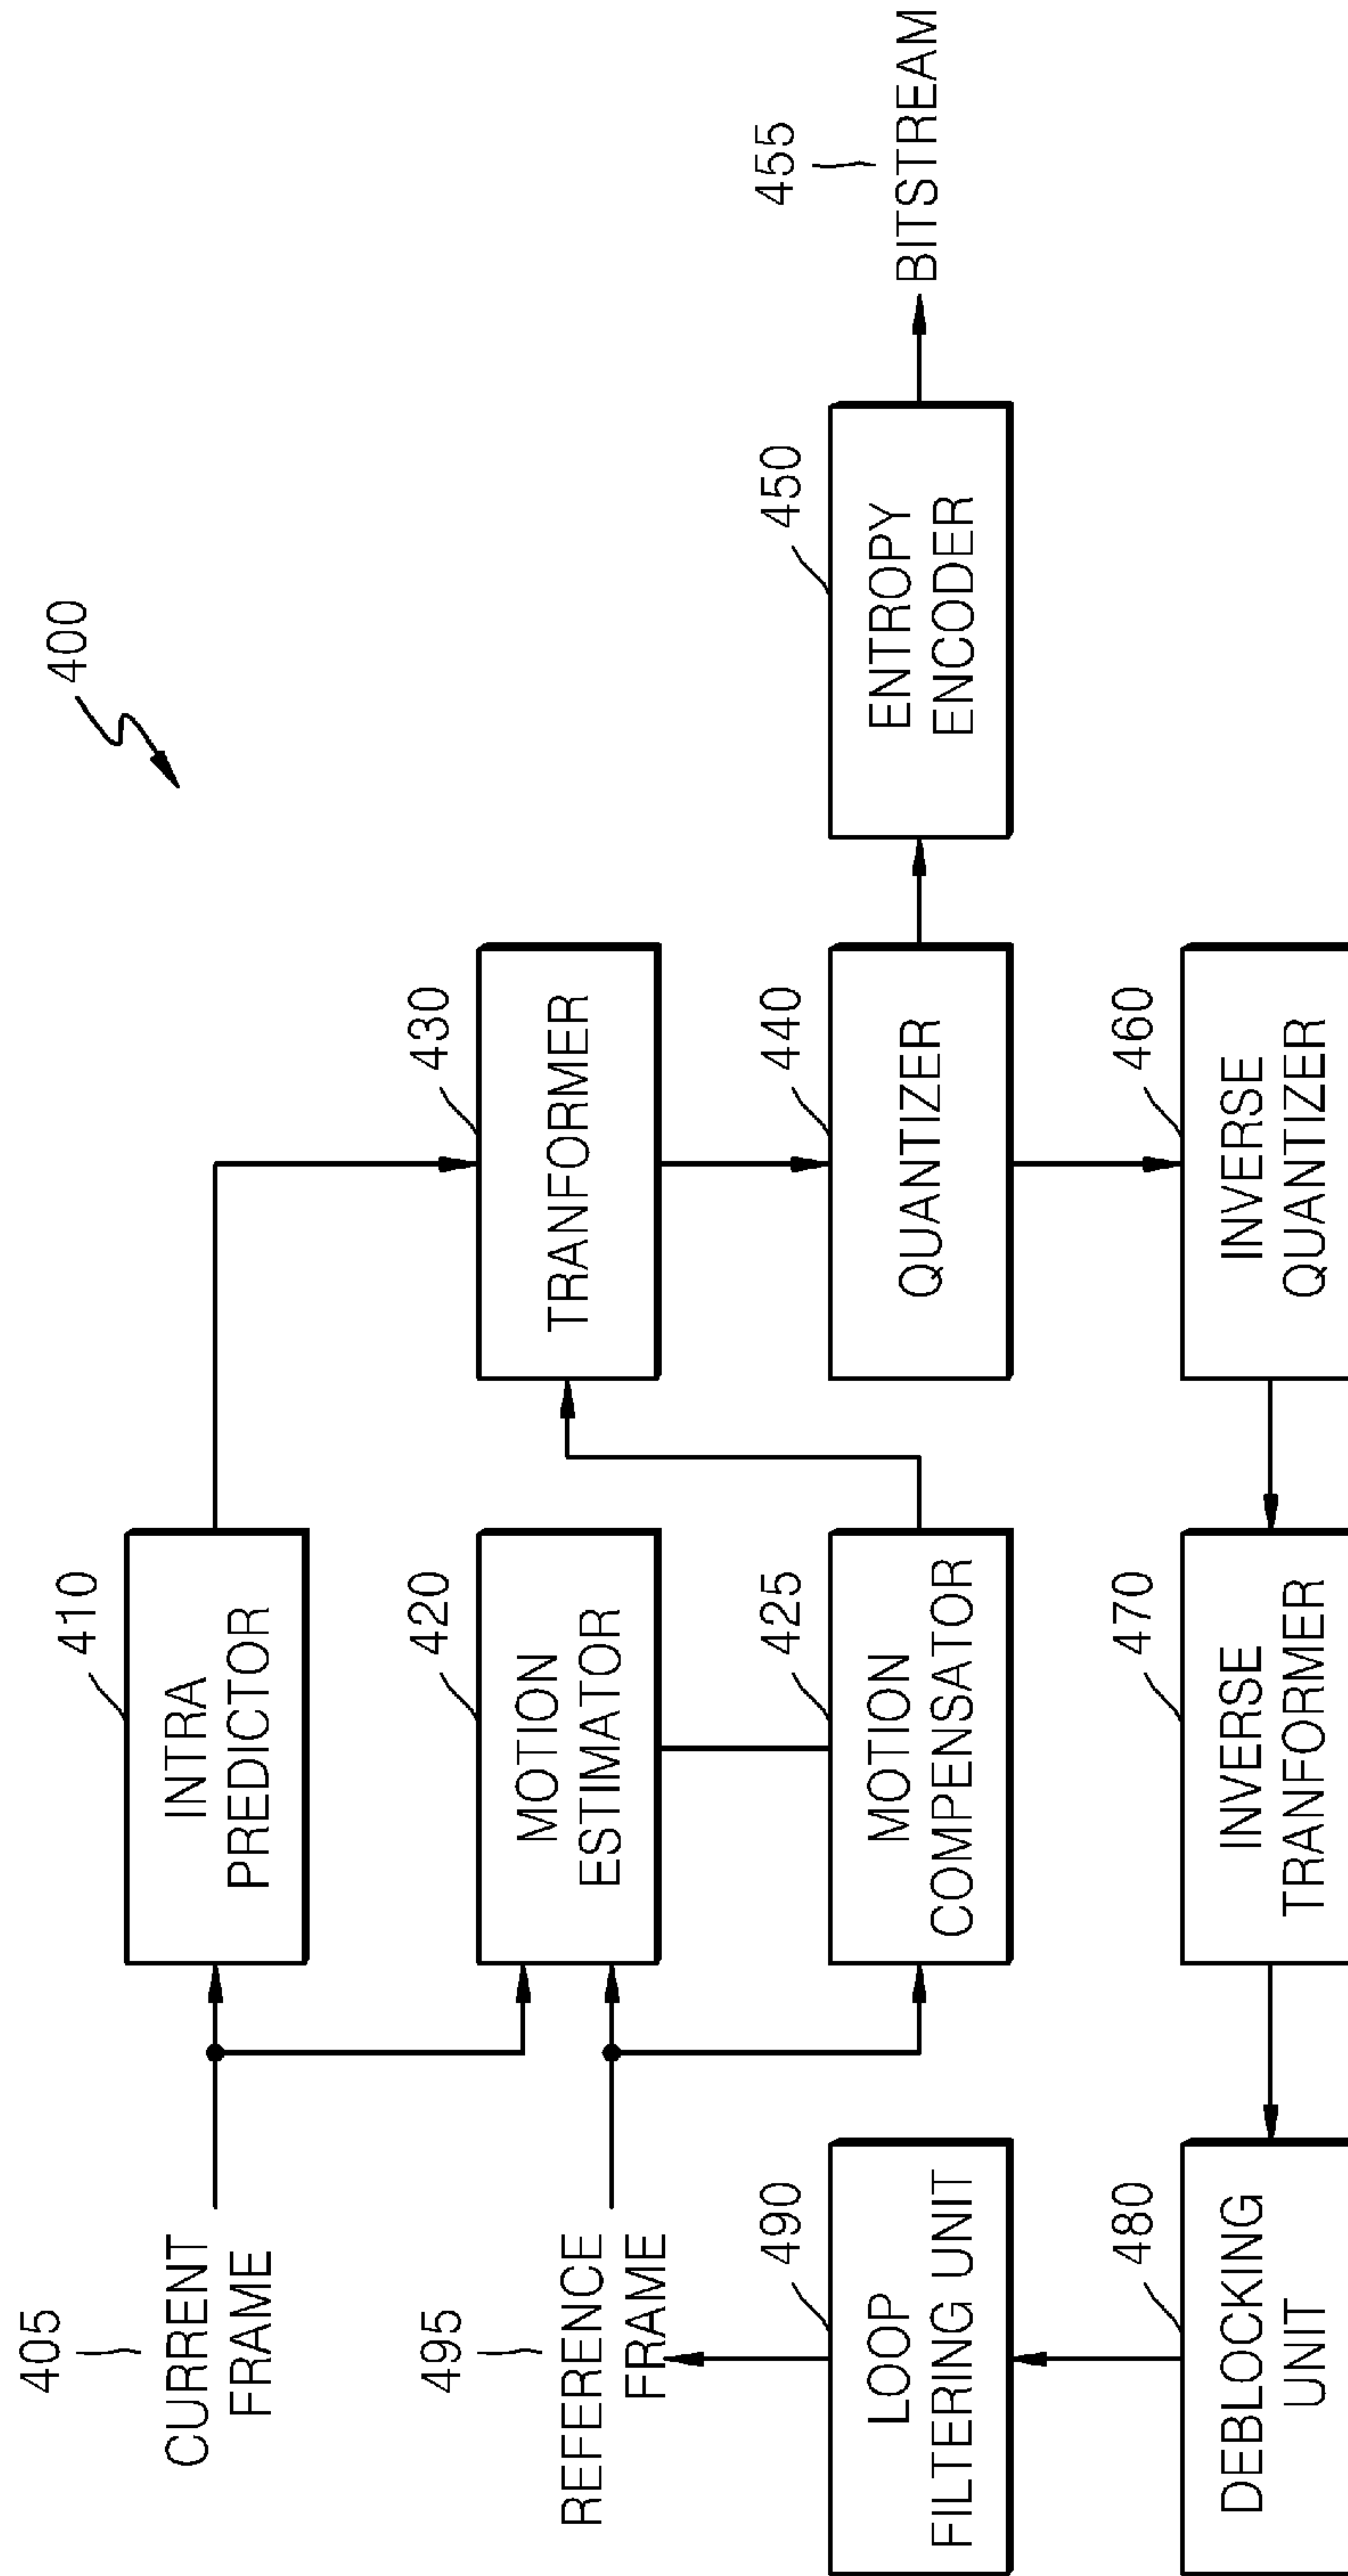 400
405
CURRENT
FRAME
410
INTRA
PREDICTOR
495
REFERENCE
FRAME
420
MOTION
ESTIMATOR
430
TRANFORMER
490
LOOP
FILTERING UNIT
425
MOTION
COMPENSATOR
440
QUANTIZER
450
ENTROPY
ENCODER
455
BITSTREAM
480
DEBLOCKING
UNIT
470
INVERSE
TRANFORMER
460
INVERSE
QUANTIZER